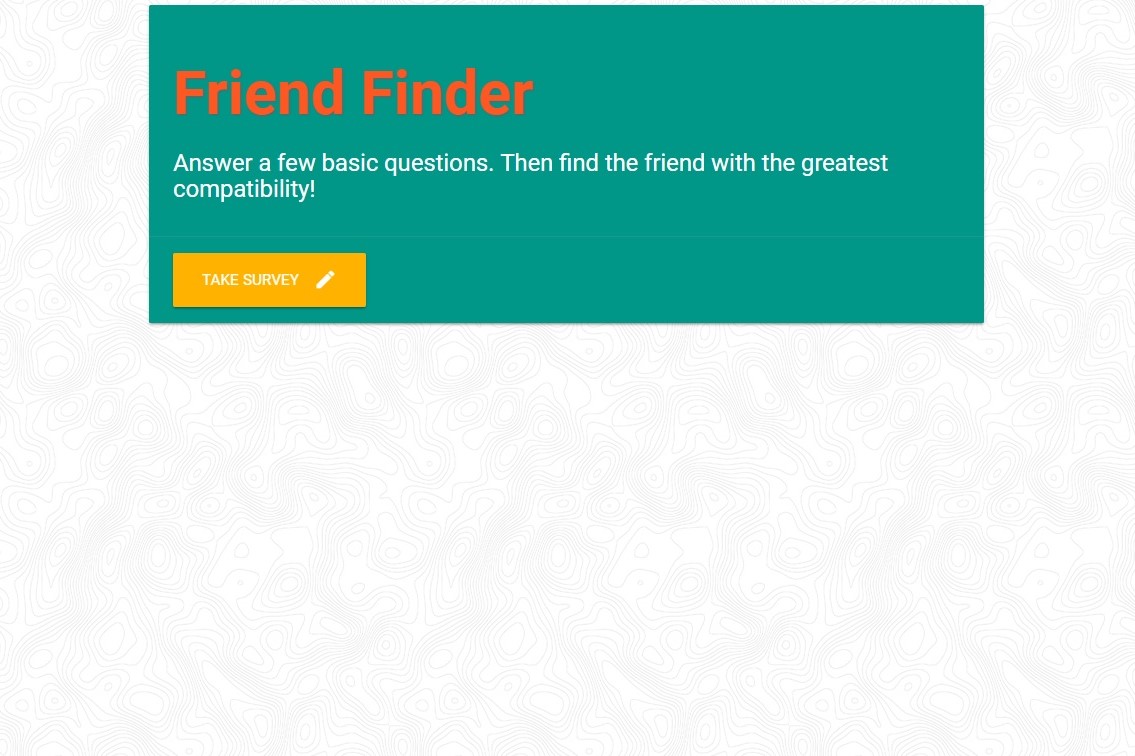 Friend Finder
Answer a few basic questions. Then find the friend with the greatest
compatibility!
TAKE SURVEY